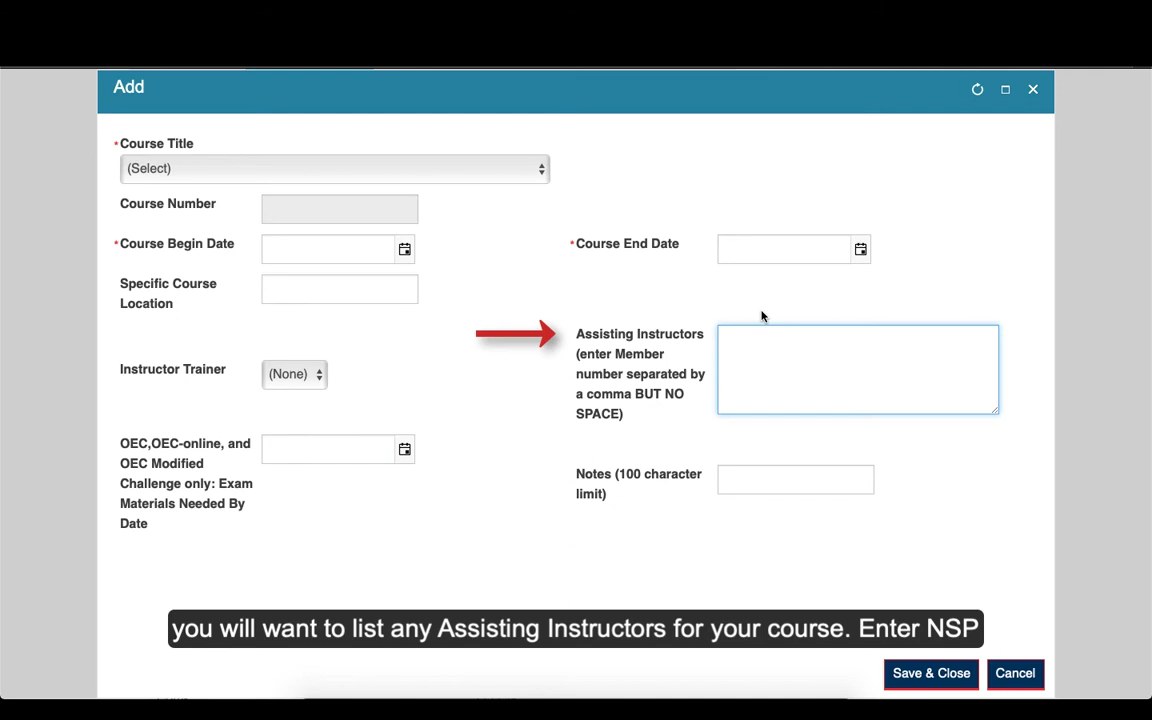 Add
*Course Title
(Select)
Course Number
*Course Begin Date
*Course End Date
Specific Course
Location
Assisting Instructors
(enter Member
number separated by
a comma BUT NO
SPACE)
Instructor Trainer
(None)
OEC,OEC-online, and
OEC Modified
Challenge only: Exam
Materials Needed By
Date
Notes (100 character
limit)
you will want to list any Assisting Instructors for your course. Enter NSP
Save & Close
Cancel